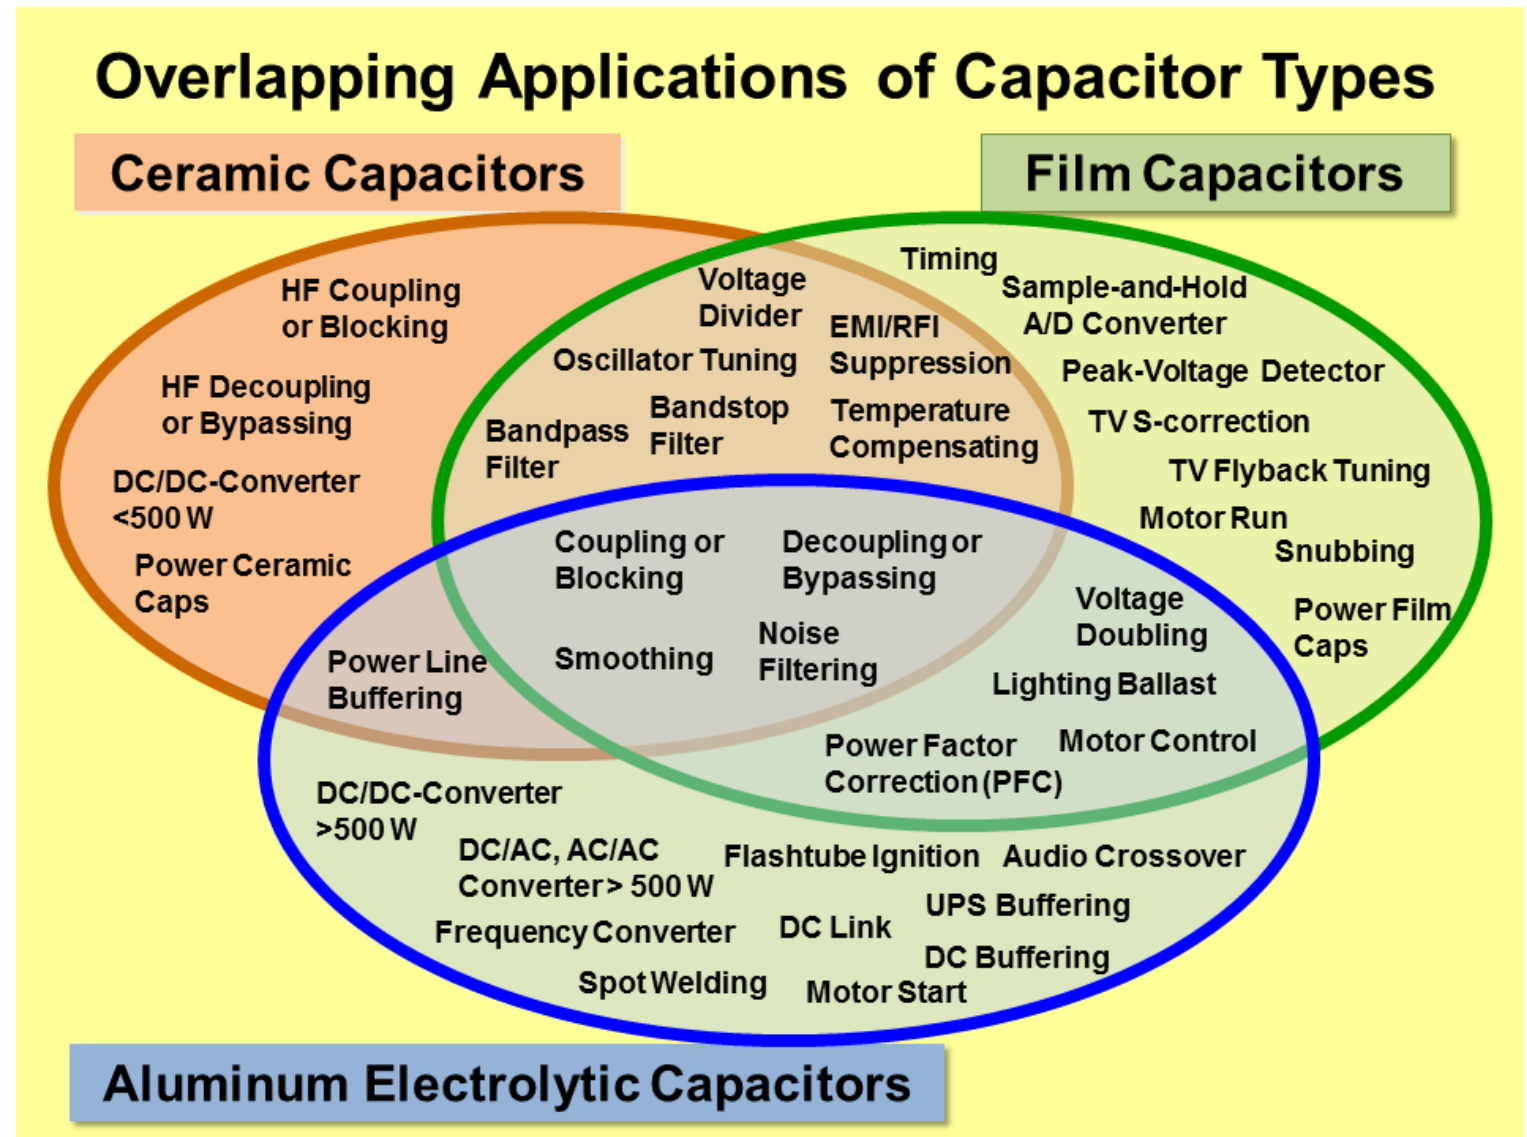 Overlapping Applications of Capacitor Types
Ceramic Capacitors
Film Capacitors
HF Coupling
or Blocking
HF Decoupling
or Bypassing
DC/DC-Converter
<500 W
Power Ceramic
Caps
Voltage
Divider
EMI/RFI
Suppression
Oscillator Tuning
Bandpass
Filter
Bandstop
Filter
Temperature
Compensating
Timing
Sample-and-Hold
A/D Converter
Peak-Voltage Detector
TV S-correction
TV Flyback Tuning
Motor Run
Snubbing
Power Film
Caps
Coupling or
Blocking
Decoupling or
Bypassing
Smoothing
Noise
Filtering
Power Line
Buffering
Voltage
Doubling
Lighting Ballast
Power Factor
Correction (PFC)
Motor Control
DC/DC-Converter
>500 W
DC/AC, AC/AC
Converter > 500 W
Flashtube Ignition
Audio Crossover
UPS Buffering
Frequency Converter
DC Link
DC Buffering
Spot Welding
Motor Start
Aluminum Electrolytic Capacitors